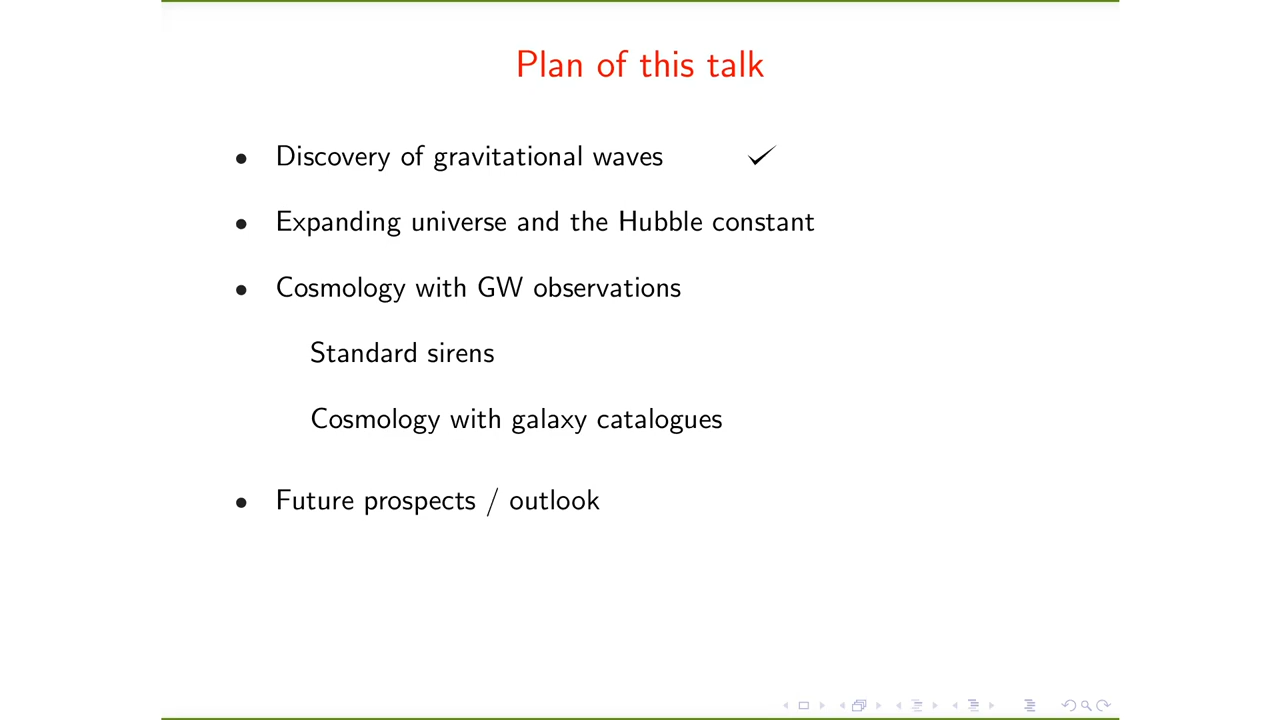 Plan of this talk
• Discovery of gravitational waves ✓
• Expanding universe and the Hubble constant
• Cosmology with GW observations
Standard sirens
Cosmology with galaxy catalogues
• Future prospects / outlook